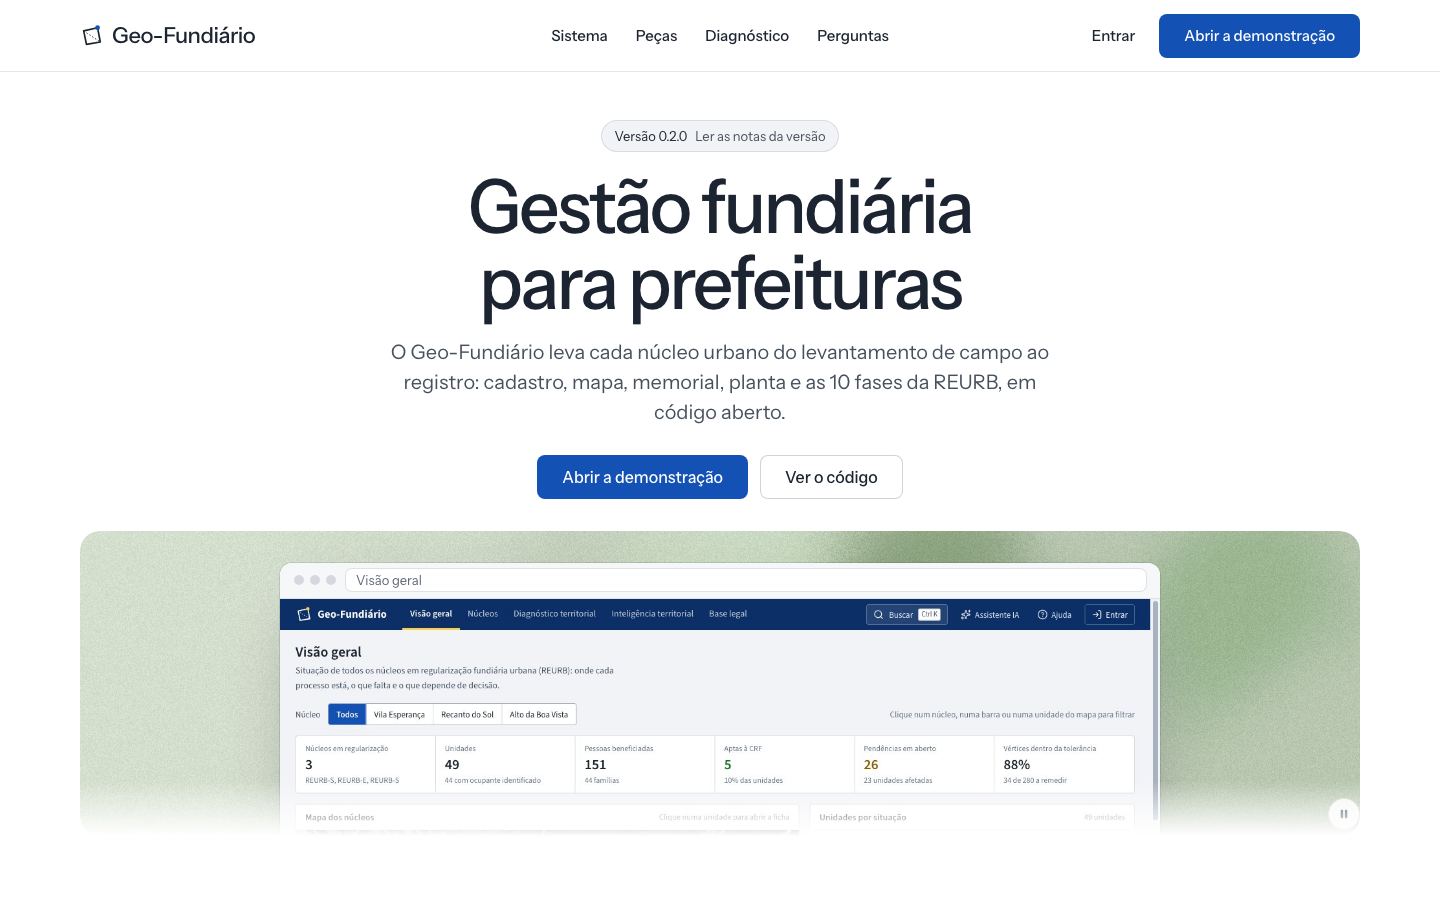 Geo-Fundiário
Sistema Peças Diagnóstico Perguntas
Entrar Abrir a demonstração
Versão 0.2.0 Ler as notas da versão
Gestão fundiária
para prefeituras
O Geo-Fundiário leva cada núcleo urbano do levantamento de campo ao
registro: cadastro, mapa, memorial, planta e as 10 fases da REURB, em
código aberto.
Abrir a demonstração Ver o código
Visão geral
Geo-Fundiário Visão geral Núcleos Diagnóstico territorial Inteligência territorial Base legal Buscar Ctrl K Assistente IA Ajuda Entrar
Visão geral
Situação de todos os núcleos em regularização fundiária urbana (REURB): onde cada
processo está, o que falta e o que depende de decisão.
Núcleo Todos Vila Esperança Recanto do Sol Alto da Boa Vista Clique num núcleo, numa barra ou numa unidade do mapa para filtrar
Núcleos em regularização Unidades Pessoas beneficiadas Aptas à CRF Pendências em aberto Vértices dentro da tolerância
3 49 151 5 26 88%
REURB-S, REURB-E, REURB-S 44 com ocupante identificado 44 famílias 10% das unidades 23 unidades afetadas 34 de 280 a remedir
Mapa dos núcleos Clique numa unidade para abrir a ficha Unidades por situação 49 unidades